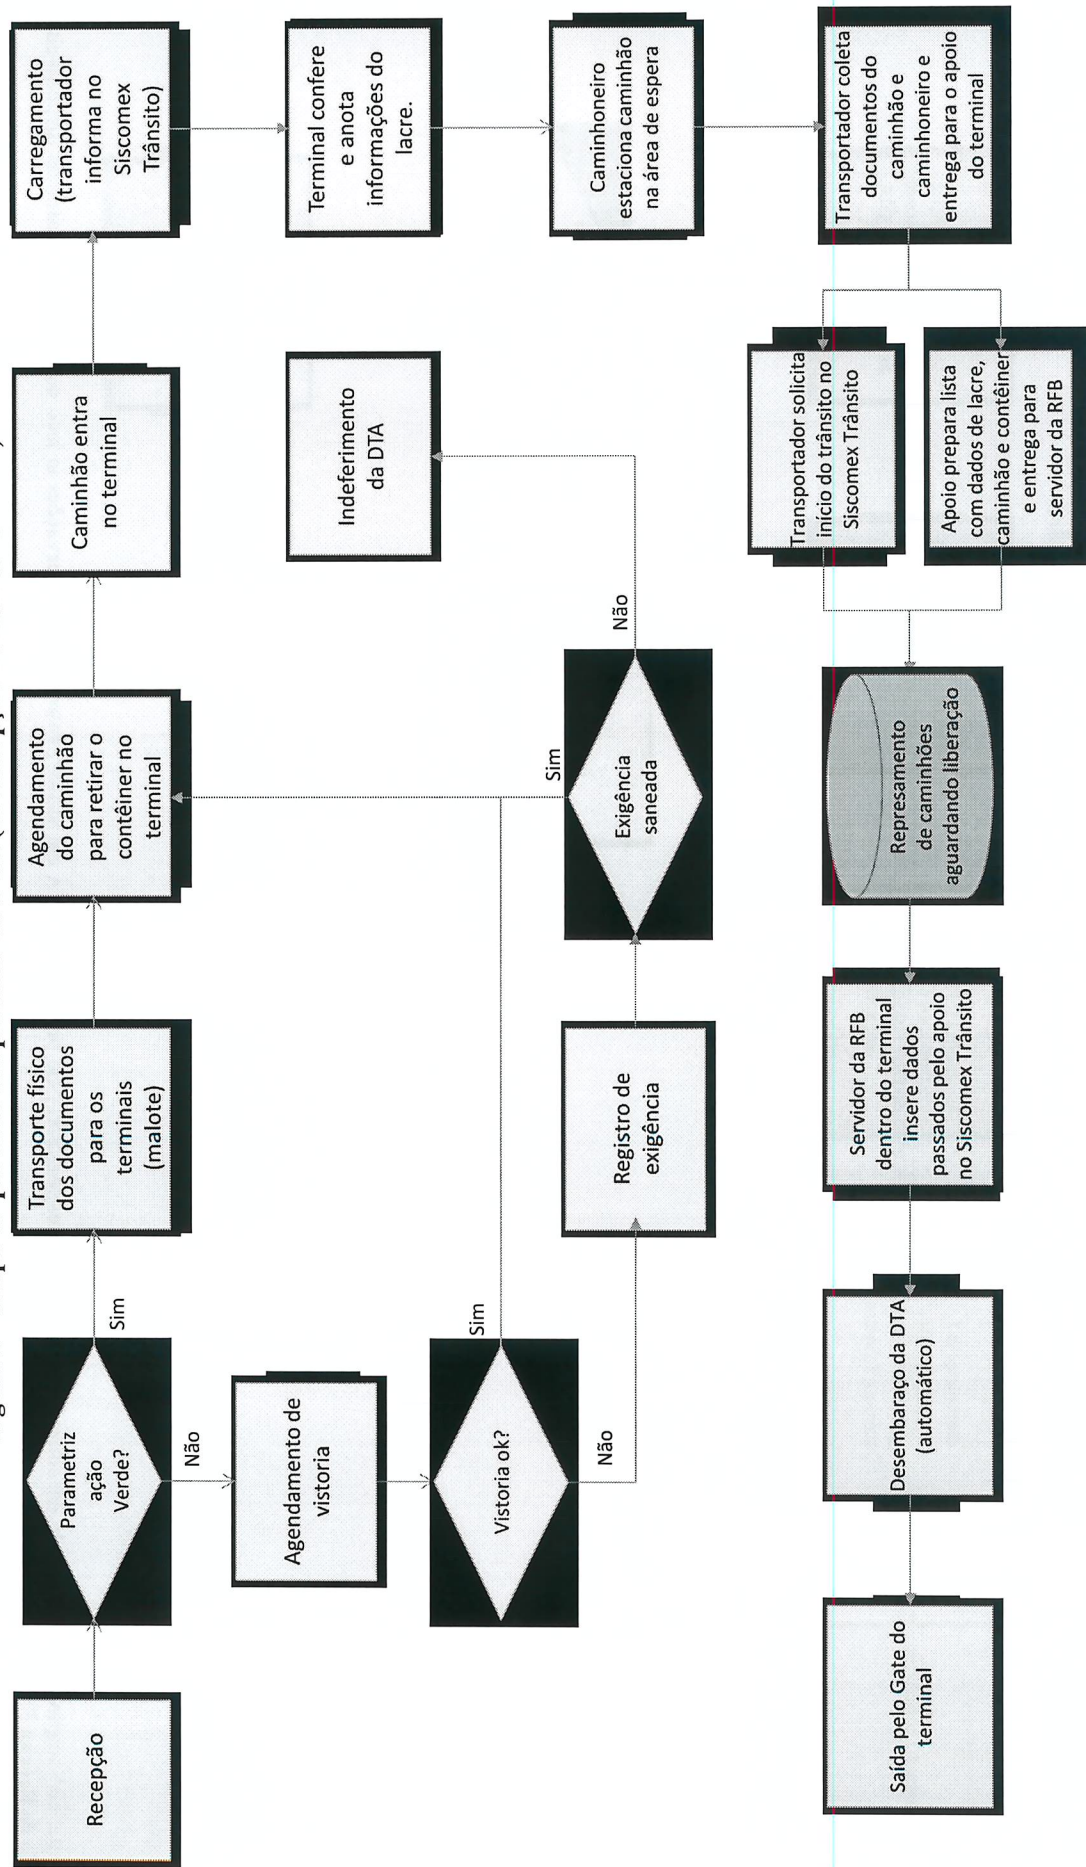 Recepção
Parametriz
ação
Verde?
Sim
Não
Transporte físico
dos documentos
para os
terminais
(malote)
Agendamento
do caminhão
para retirar o
contêiner no
terminal
Caminhão entra
no terminal
Carregamento
(transportador
informa no
Siscomex
Trânsito)
Agendamento de
vistoria
Vistoria ok?
Sim
Não
Registro de
exigência
Exigência
saneada
Sim
Não
Indeferimento
da DTA
Terminal confere
e anota
informações do
lacre.
Caminhoneiro
estaciona caminhão
na área de espera
Transportador coleta
documentos do
caminhão e
caminhoneiro e
entrega para o apoio
do terminal
Transportador solicita
início do trânsito no
Siscomex Trânsito
Apoio prepara lista
com dados de lacre,
caminhão e contêiner
e entrega para
servidor da RFB
Represamento
de caminhões
aguardando liberação
Servidor da RFB
dentro do terminal
insere dados
passados pelo apoio
no Siscomex Trânsito
Desembaraço da DTA
(automático)
Saída pelo Gate do
terminal